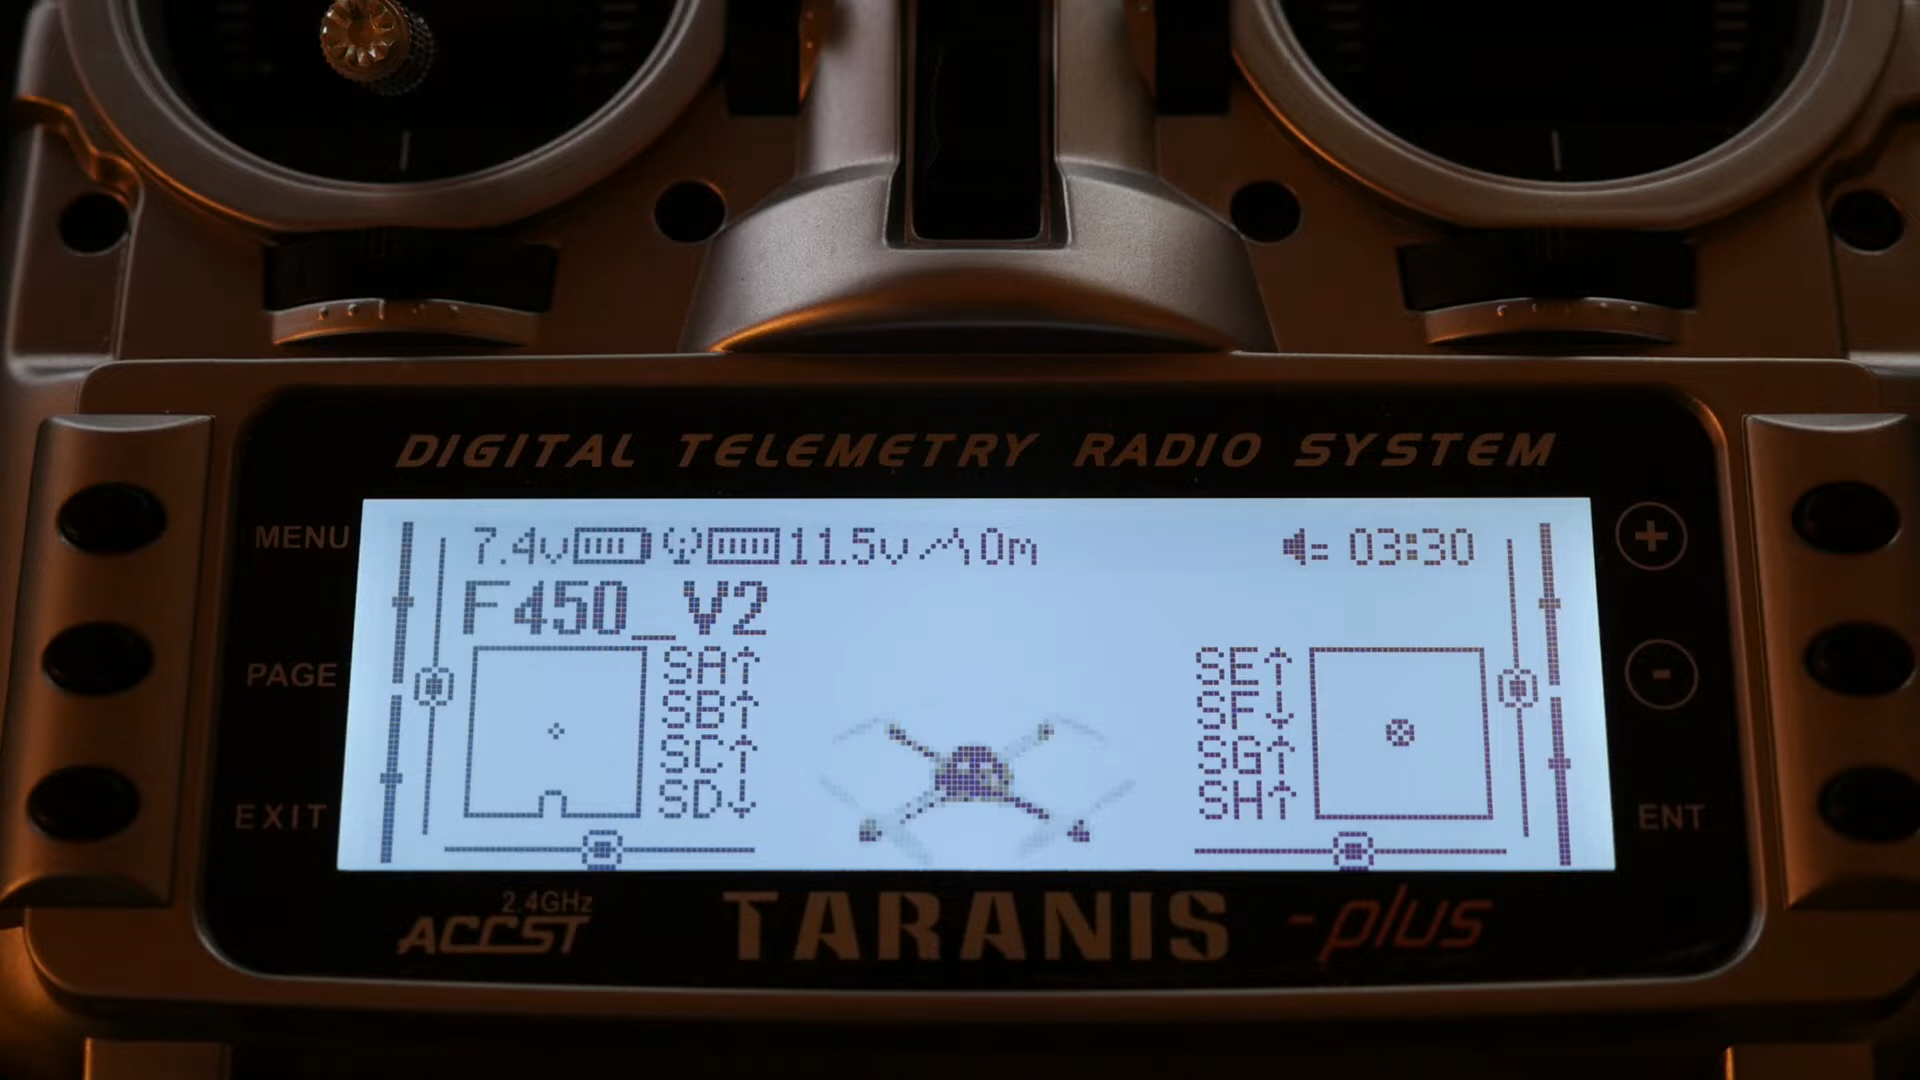 DIGITAL TELEMETRY RADIO SYSTEM
MENU
PAGE
EXIT
7.4v 11.5v 0m 03:30
F450_V2
SA↑
SB↑
SC↑
SD↓
SE↑
SF↓
SG↑
SH↑
+
-
ENT
2.4GHz
ACCST
TARANIS -plus